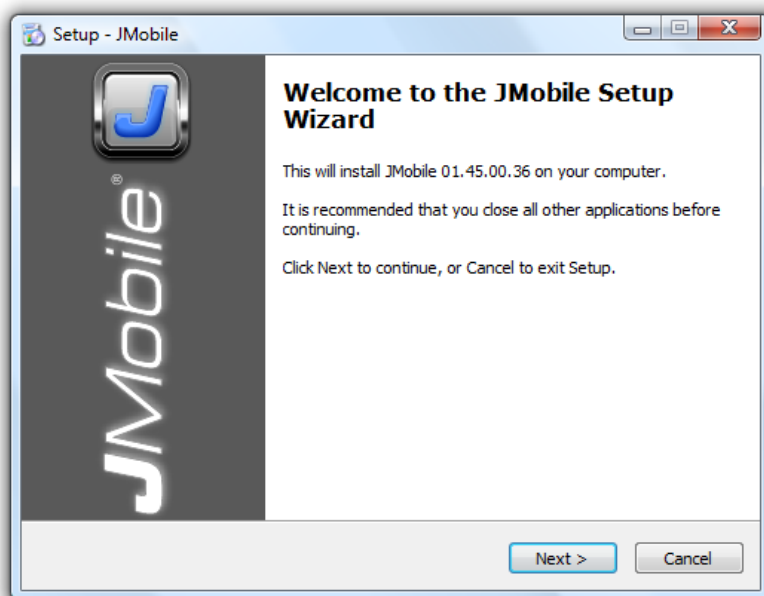 Setup - JMobile
J
JMobile®
Welcome to the JMobile Setup
Wizard
This will install JMobile 01.45.00.36 on your computer.
It is recommended that you close all other applications before
continuing.
Click Next to continue, or Cancel to exit Setup.
Next >
Cancel